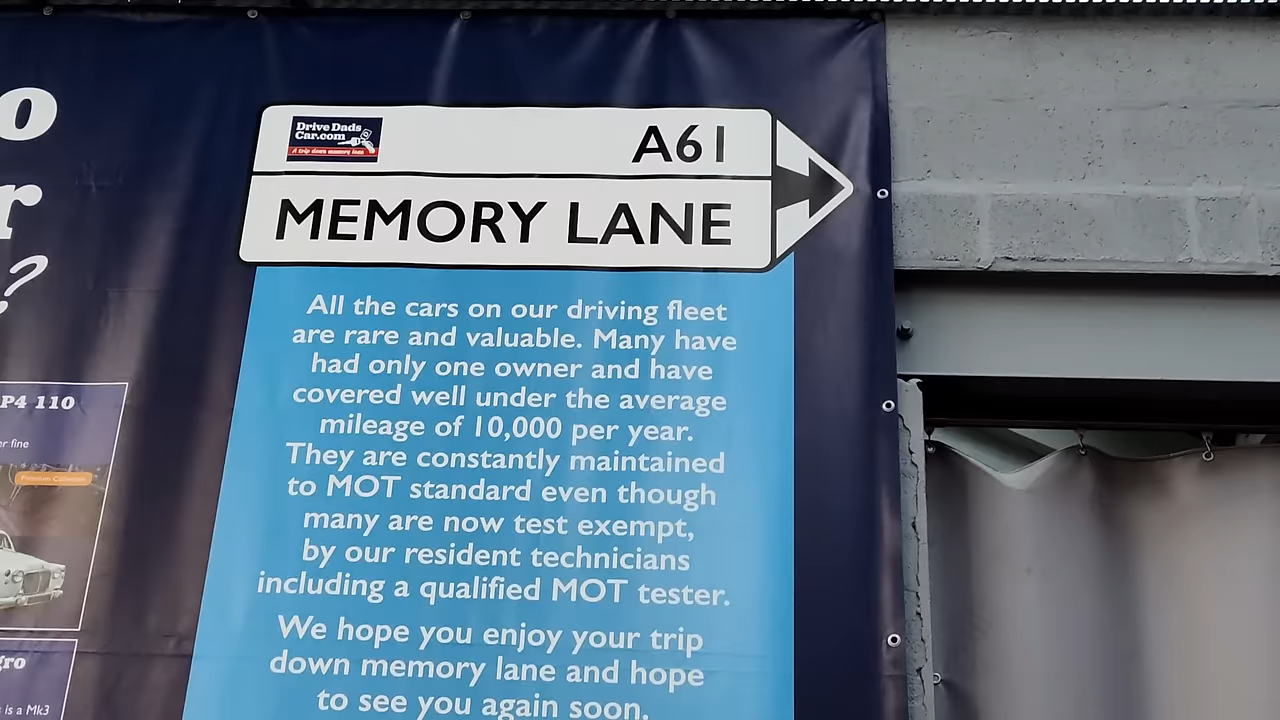 o
r
?
P4 110
er fine
Premium Collection
gro
is a Mk3
Drive Dads
Car.com
A trip down memory lane
A61
MEMORY LANE
All the cars on our driving fleet
are rare and valuable. Many have
had only one owner and have
covered well under the average
mileage of 10,000 per year.
They are constantly maintained
to MOT standard even though
many are now test exempt,
by our resident technicians
including a qualified MOT tester.
We hope you enjoy your trip
down memory lane and hope
to see you again soon.